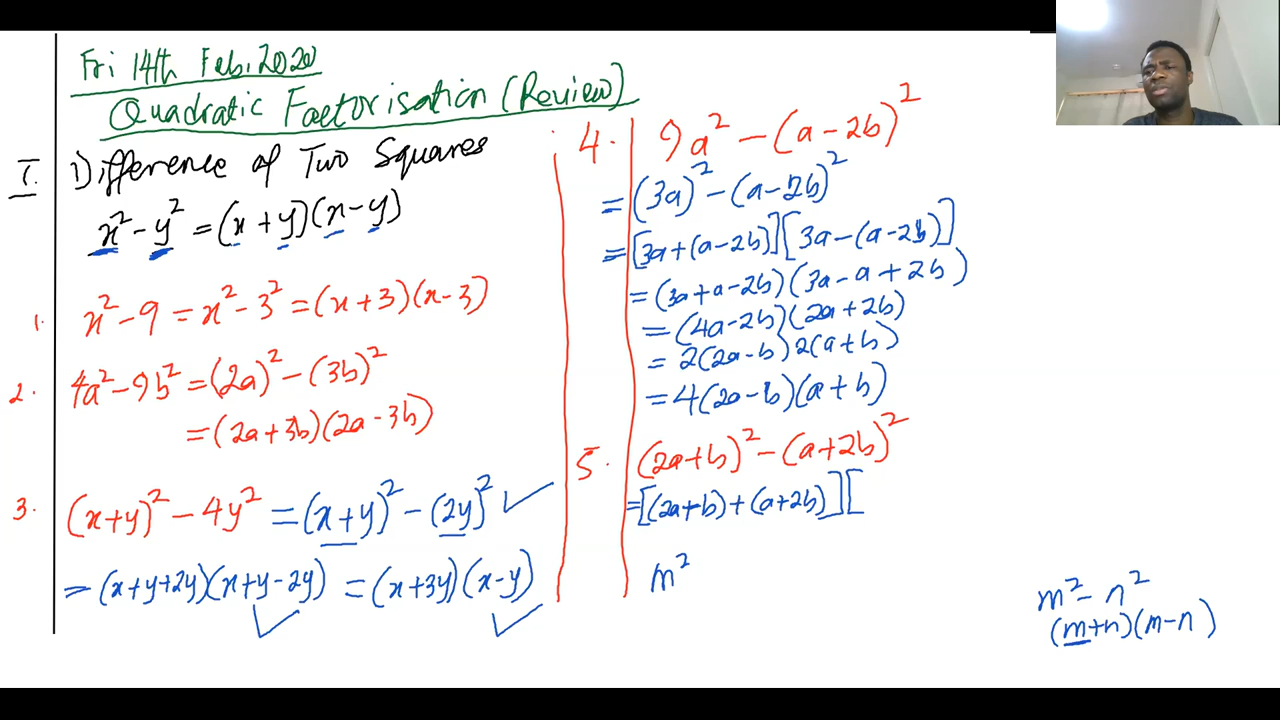 Fri 14th Feb, 2020
Quadratic Factorisation (Review)
I. 1) Difference of Two Squares
x² - y² = (x + y)(x - y)
1. x² - 9 = x² - 3² = (x + 3)(x - 3)
2. 4a² - 9b² = (2a)² - (3b)²
= (2a + 3b)(2a - 3b)
3. (x + y)² - 4y² = (x + y)² - (2y)² ✓
= (x + y + 2y)(x + y - 2y) = (x + 3y)(x - y)
✓ ✓
4. 9a² - (a - 2b)²
= (3a)² - (a - 2b)²
= [3a + (a - 2b)][3a - (a - 2b)]
= (3a + a - 2b)(3a - a + 2b)
= (4a - 2b)(2a + 2b)
= 2(2a - b)2(a + b)
= 4(2a - b)(a + b)
5. (2a + b)² - (a + 2b)²
= [(2a + b) + (a + 2b)][
m²
m² - n²
(m + n)(m - n)